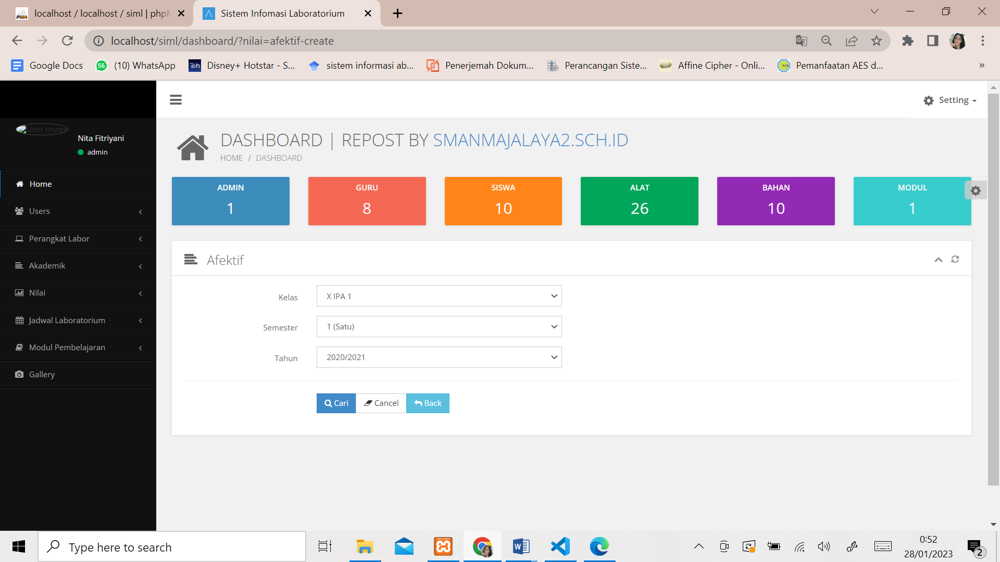 localhost / localhost / siml | phpM
Sistem Infomasi Laboratorium
localhost/siml/dashboard/?nilai=afektif-create
Google Docs
56
(10) WhatsApp
Disney+ Hotstar - S...
sistem informasi ab...
Penerjemah Dokum...
Perancangan Siste...
Affine Cipher - Onli...
Pemanfaatan AES d...
»
User Image
Nita Fitriyani
admin
Home
Users
Perangkat Labor
Akademik
Nilai
Jadwal Laboratorium
Modul Pembelajaran
Gallery
Setting
DASHBOARD | REPOST BY SMANMAJALAYA2.SCH.ID
HOME / DASHBOARD
ADMIN
1
GURU
8
SISWA
10
ALAT
26
BAHAN
10
MODUL
1
Afektif
Kelas
X IPA 1
Semester
1 (Satu)
Tahun
2020/2021
Cari
Cancel
Back
Type here to search
0:52
28/01/2023
2